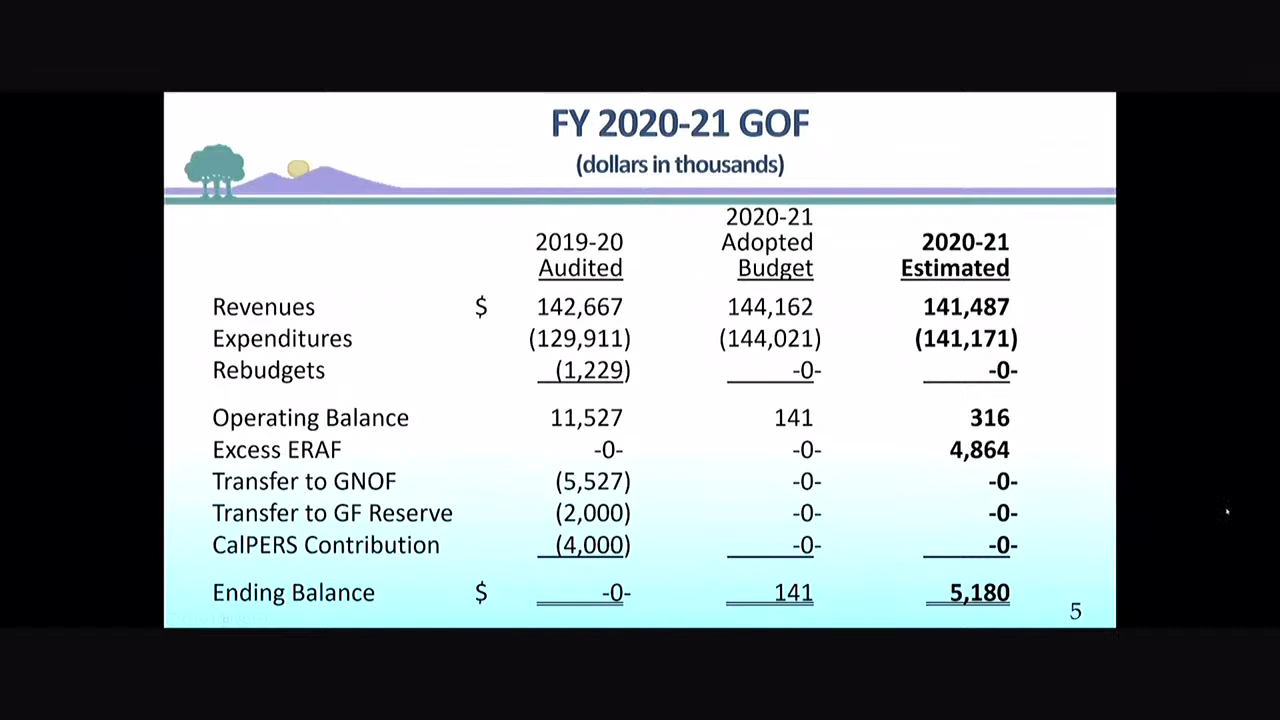 FY 2020-21 GOF
(dollars in thousands)
2019-20 Audited 2020-21 Adopted Budget 2020-21 Estimated
Revenues $ 142,667 144,162 141,487
Expenditures (129,911) (144,021) (141,171)
Rebudgets (1,229) -0- -0-
Operating Balance 11,527 141 316
Excess ERAF -0- -0- 4,864
Transfer to GNOF (5,527) -0- -0-
Transfer to GF Reserve (2,000) -0- -0-
CalPERS Contribution (4,000) -0- -0-
Ending Balance $ -0- 141 5,180
5